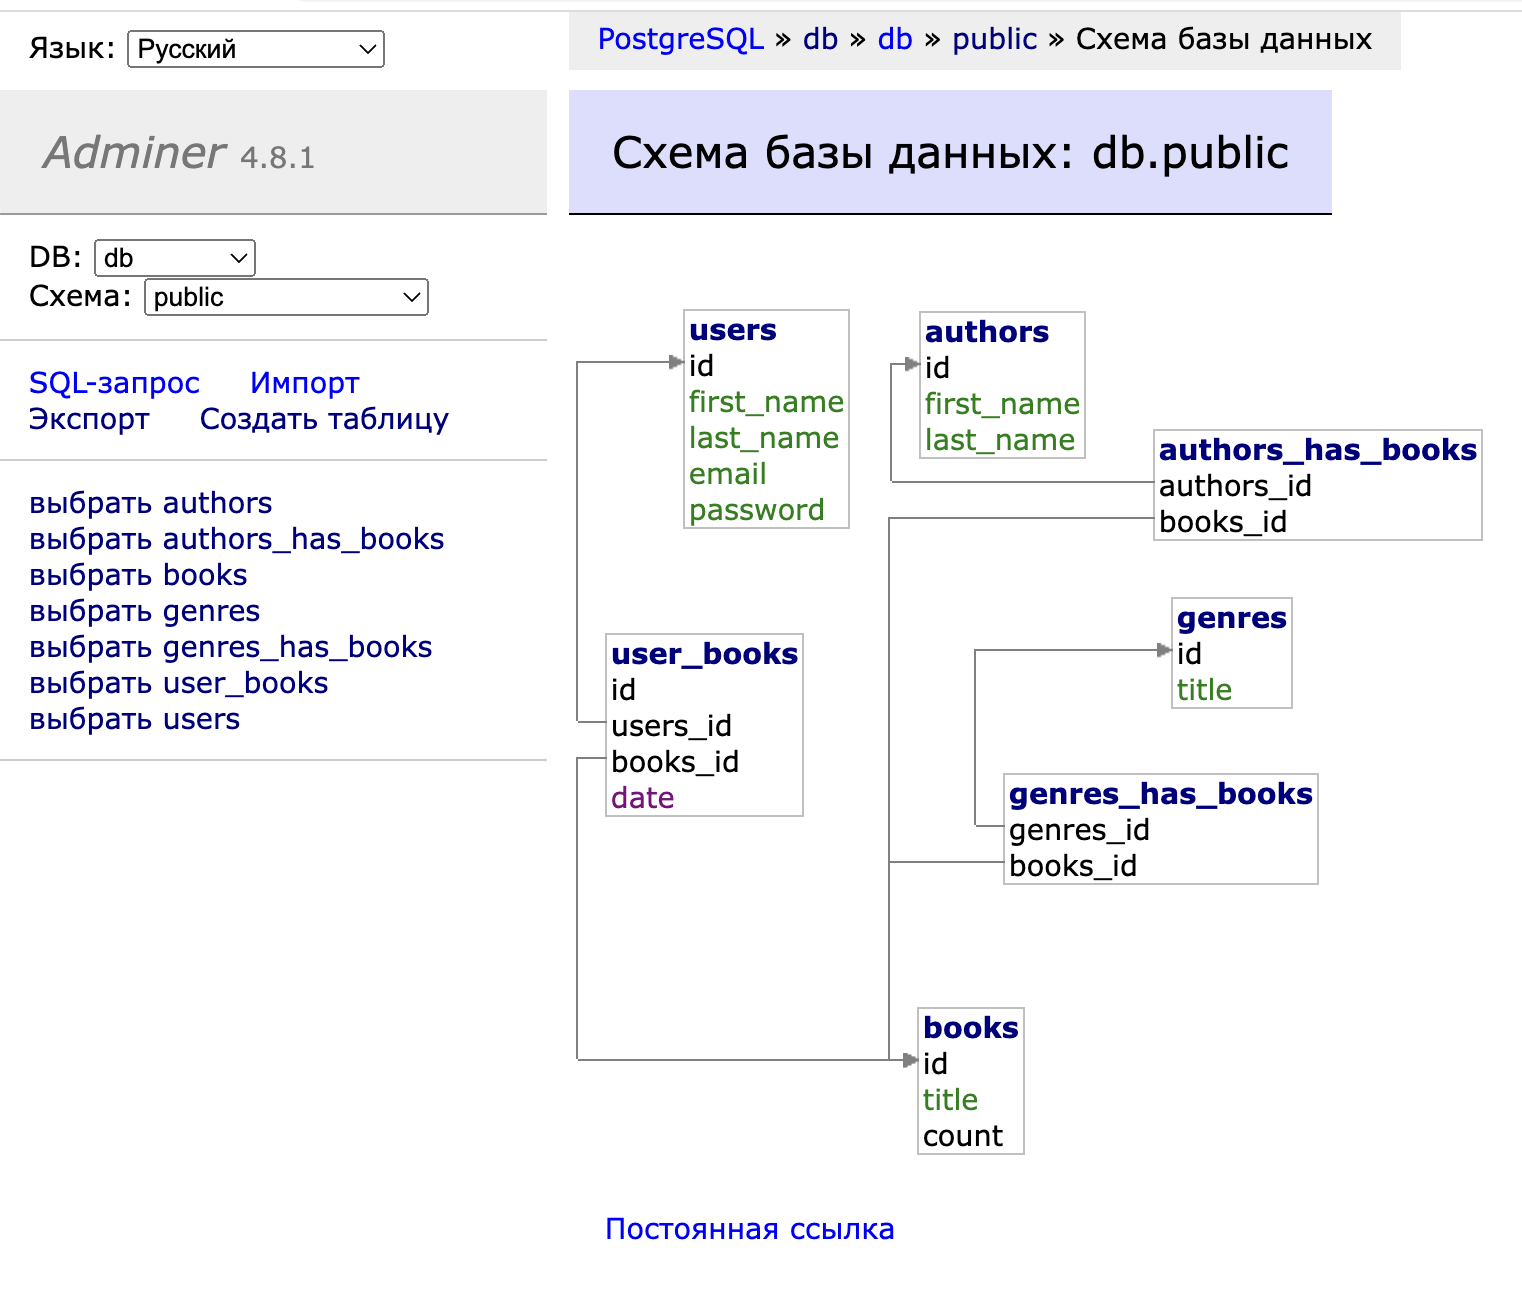 Язык: Русский
PostgreSQL » db » db » public » Схема базы данных
Adminer 4.8.1
Схема базы данных: db.public
DB: db
Схема: public
SQL-запрос Импорт
Экспорт Создать таблицу
выбрать authors
выбрать authors_has_books
выбрать books
выбрать genres
выбрать genres_has_books
выбрать user_books
выбрать users
users
id
first_name
last_name
email
password
authors
id
first_name
last_name
authors_has_books
authors_id
books_id
genres
id
title
user_books
id
users_id
books_id
date
genres_has_books
genres_id
books_id
books
id
title
count
Постоянная ссылка